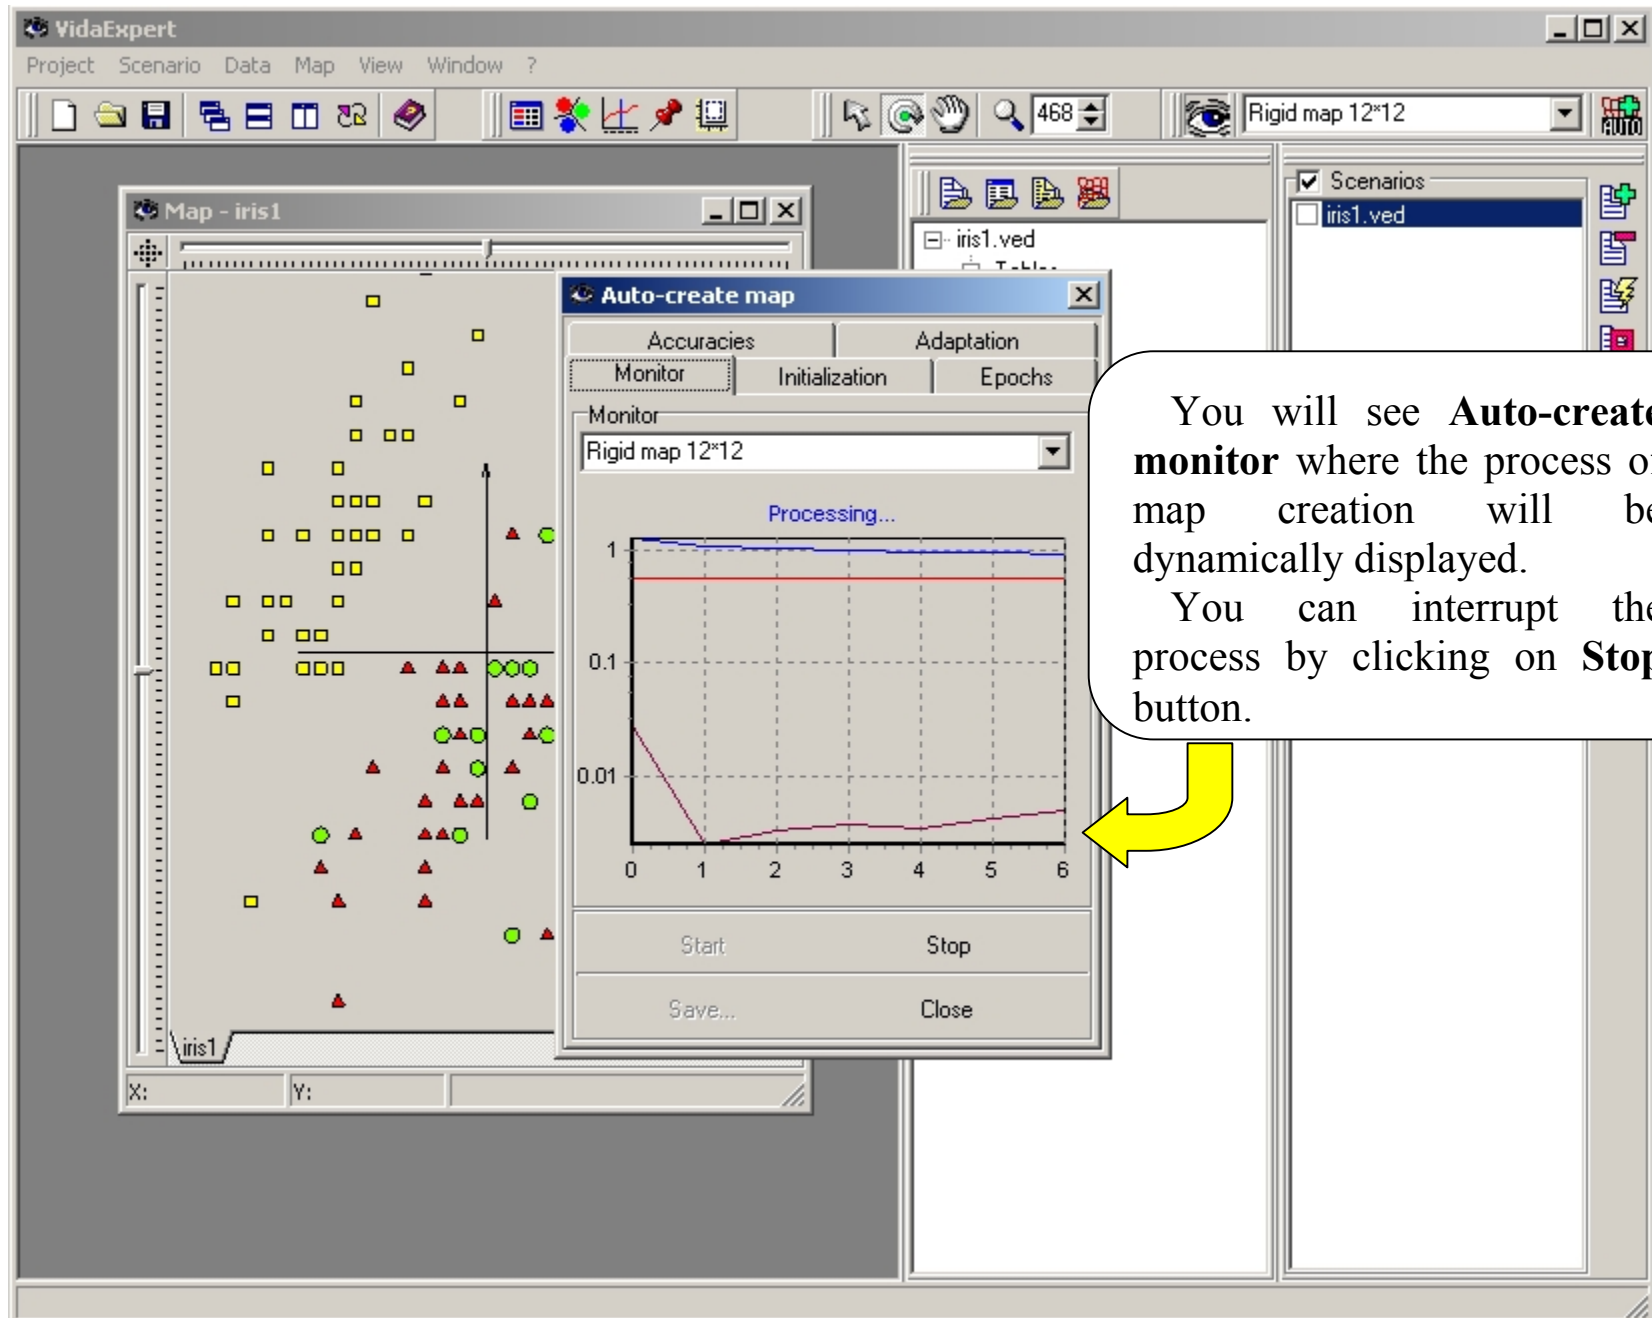 VidaExpert
Project Scenario Data Map View Window ?
468
Rigid map 12*12
AUTO
Map - iris1
iris1.ved
Scenarios
iris1.ved
Auto-create map
Accuracies Adaptation
Monitor Initialization Epochs
Monitor
Rigid map 12*12
Processing...
1
0.1
0.01
0 1 2 3 4 5 6
Start Stop
Save... Close
You will see Auto-create
monitor where the process of
map creation will be
dynamically displayed.
You can interrupt the
process by clicking on Stop
button.
iris1
X: Y: